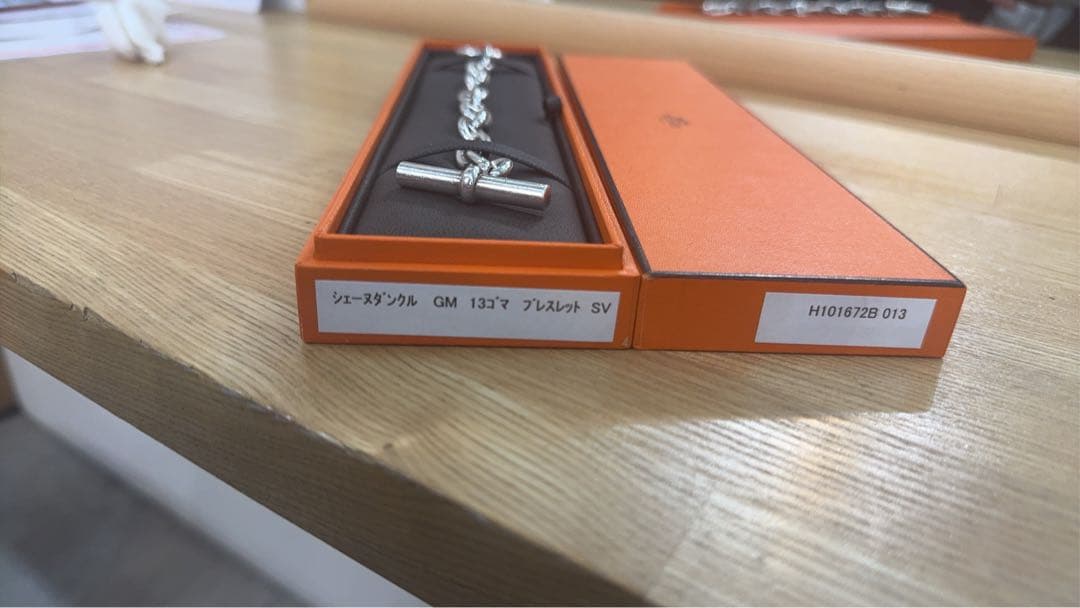 ｼｪｰﾇﾀﾞﾝｸﾙ GM 13ｺﾞﾏ ﾌﾞﾚｽﾚｯﾄ SV
H101672B 013